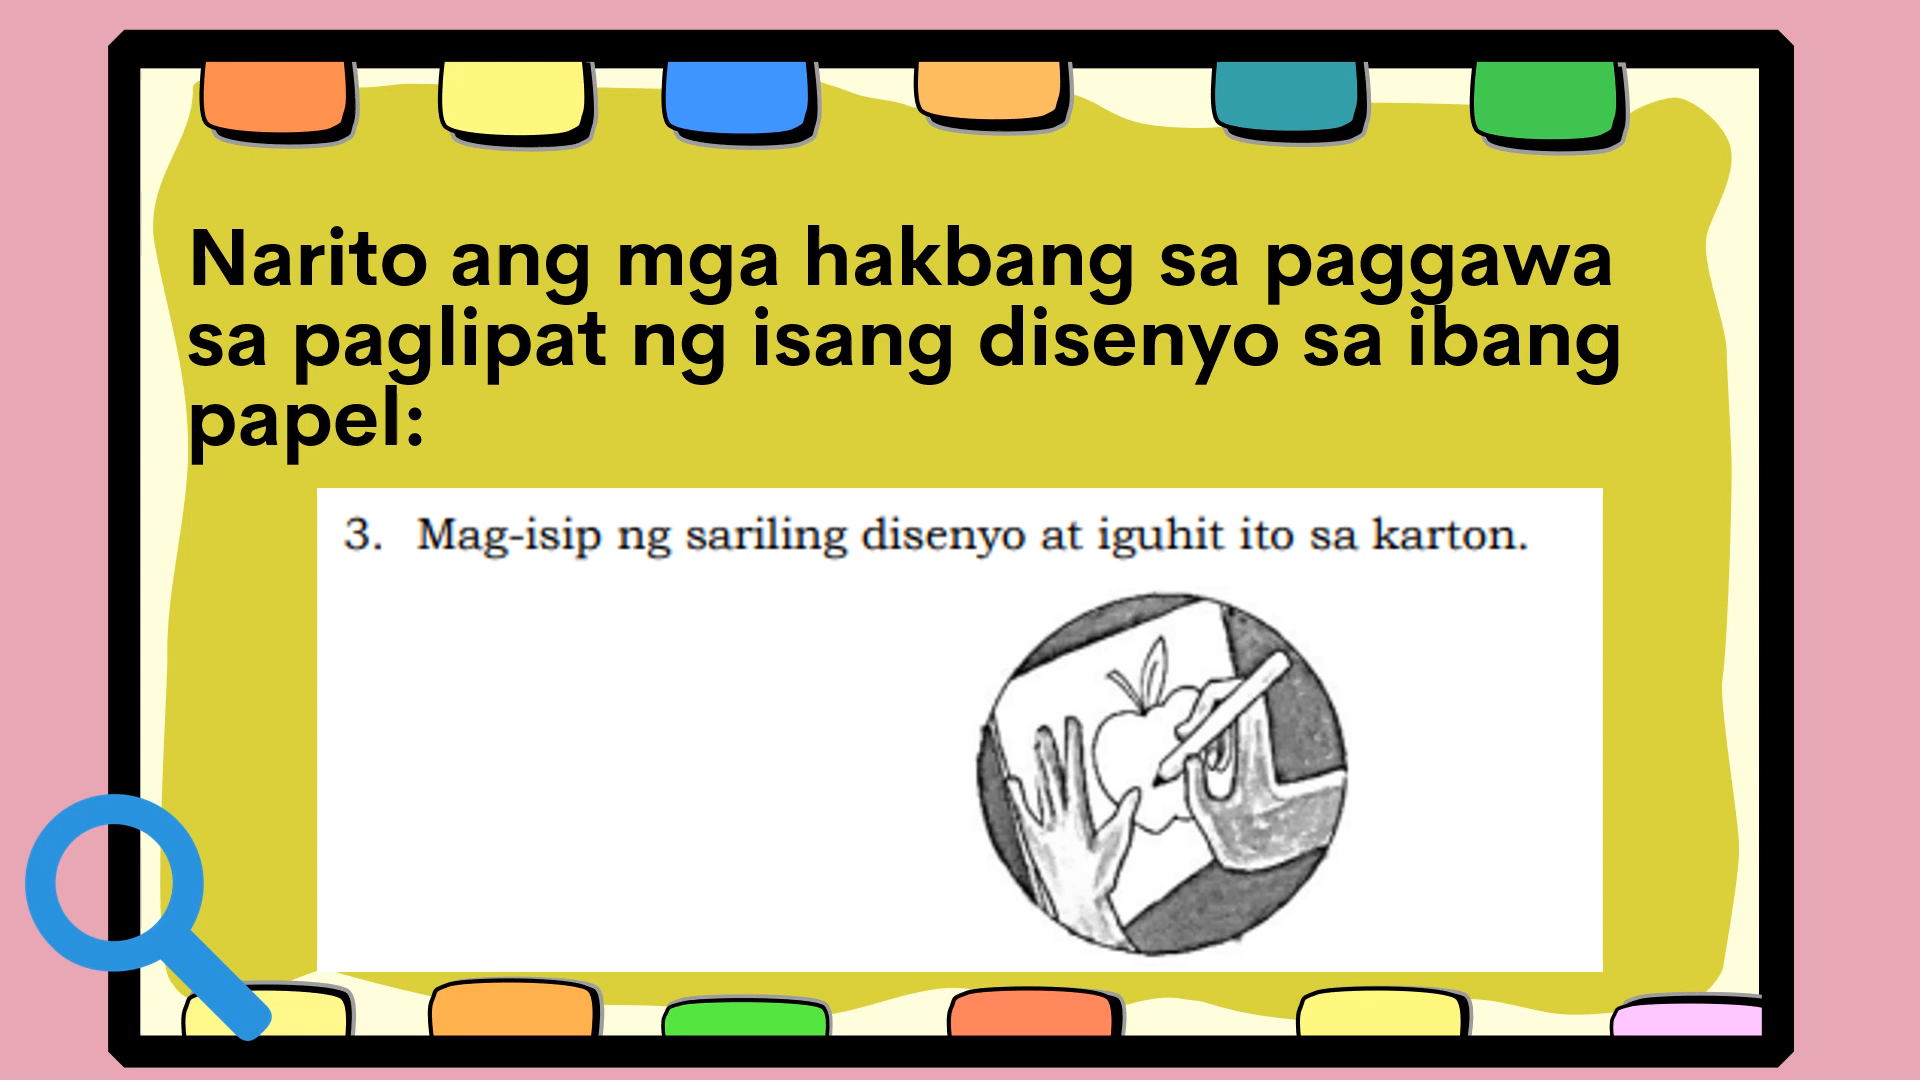 Narito ang mga hakbang sa paggawa
sa paglipat ng isang disenyo sa ibang
papel:
3. Mag-isip ng sariling disenyo at iguhit ito sa karton.